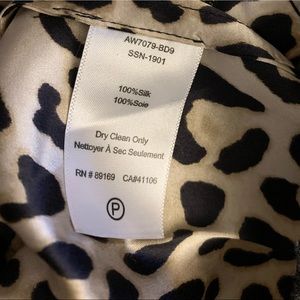 AW7079-BD9
SSN-1901
100%Silk
100%Soie
Dry Clean Only
Nettoyer À Sec Seulement
RN # 89169 CA#41106
P